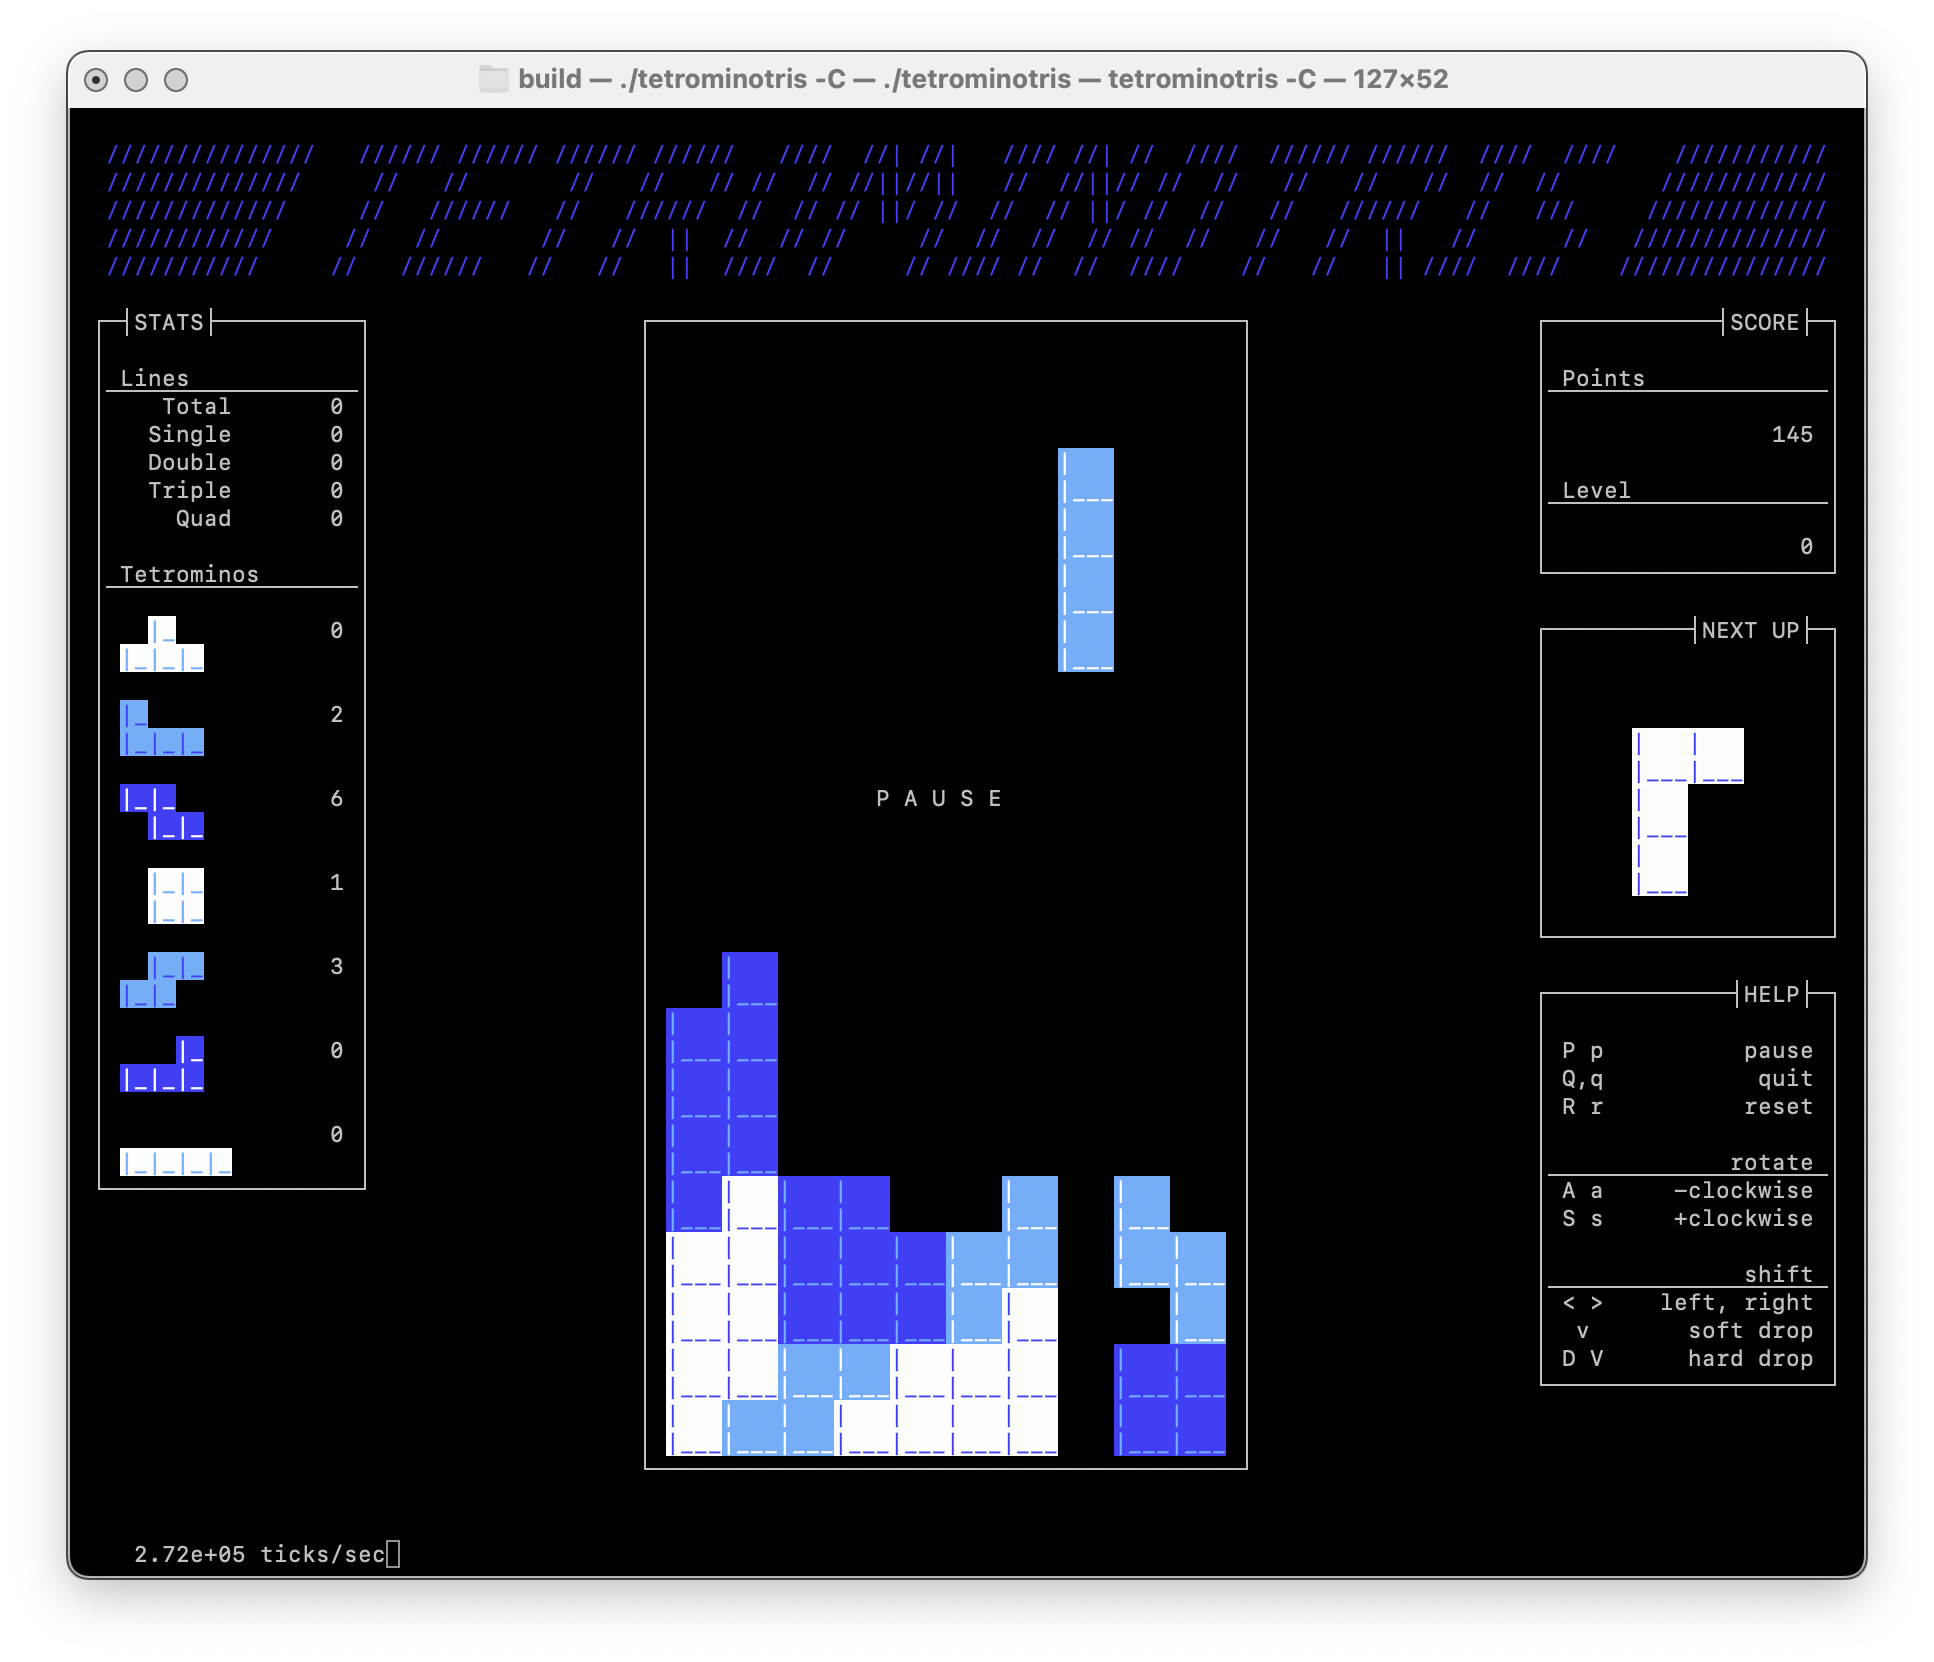 build — ./tetrominotris -C — ./tetrominotris — tetrominotris -C — 127×52
TETROMINOTRIS
STATS
Lines
Total 0
Single 0
Double 0
Triple 0
Quad 0
Tetrominos
0
2
6
1
3
0
0
PAUSE
SCORE
Points
145
Level
0
NEXT UP
HELP
P p pause
Q,q quit
R r reset
rotate
A a −clockwise
S s +clockwise
shift
< > left, right
v soft drop
D V hard drop
2.72e+05 ticks/sec